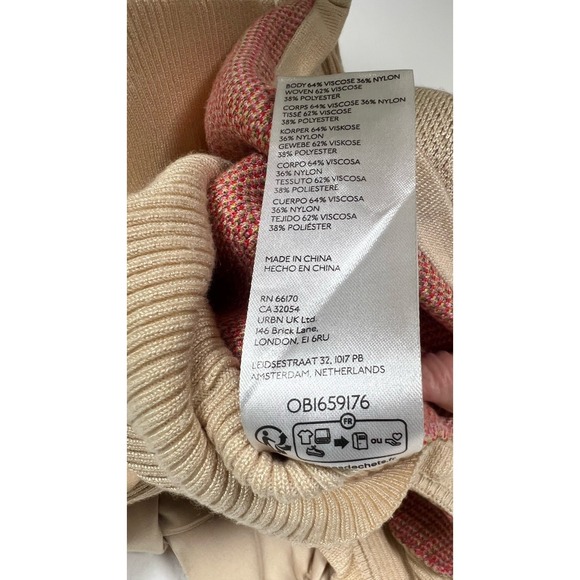 BODY 64% VISCOSE 36% NYLON
WOVEN 62% VISCOSE
38% POLYESTER
CORPS 64% VISCOSE 36% NYLON
TISSE 62% VISCOSE
38% POLYESTER
KÖRPER 64% VISKOSE
36% NYLON
GEWEBE 62% VISKOSE
38% POLYESTER
CORPO 64% VISCOSA
36% NYLON
TESSUTO 62% VISCOSA
38% POLIESTERE
CUERPO 64% VISCOSA
36% NYLON
TEJIDO 62% VISCOSA
38% POLIÉSTER
MADE IN CHINA
HECHO EN CHINA
RN 66170
CA 32054
URBN UK Ltd.
146 Brick Lane,
LONDON, E1 6RU
LEIDSESTRAAT 32, 1017 PB
AMSTERDAM, NETHERLANDS
OB1659176
FR
OU